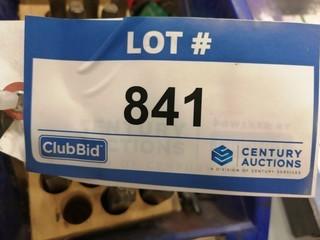 LOT #
841
ClubBid
CENTURY
AUCTIONS
A DIVISION OF CENTURY SERVICES